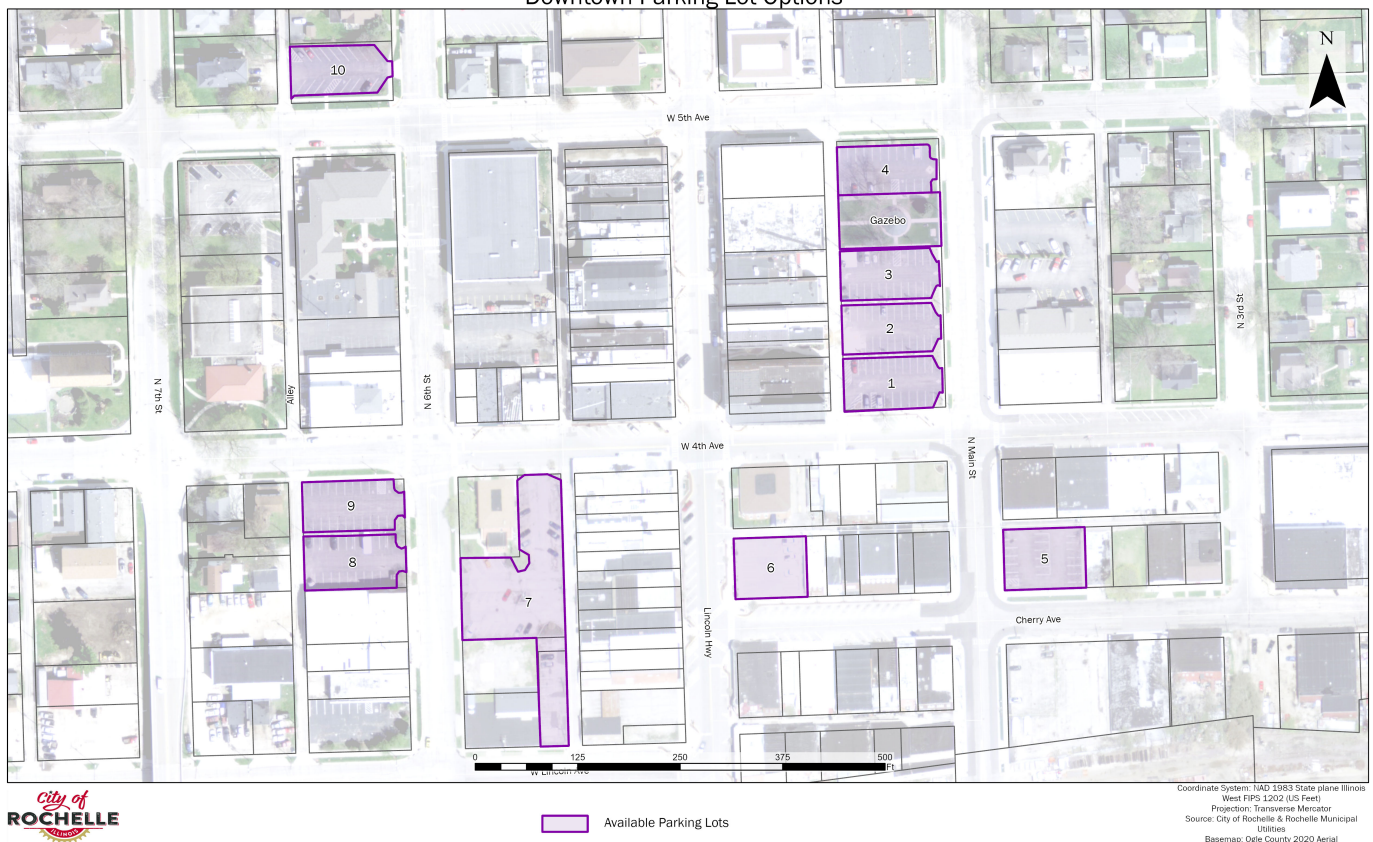 Downtown Parking Lot Options
N
10
W 5th Ave
4
Gazebo
3
2
1
N 3rd St
N 7th St
Alley
N 6th St
W 4th Ave
N Main St
9
8
7
6
5
Lincoln Hwy
Cherry Ave
0 125 250 375 500
Ft
W Lincoln Ave
City of
ROCHELLE
ILLINOIS
Available Parking Lots
Coordinate System: NAD 1983 State plane Illinois
West FIPS 1202 (US Feet)
Projection: Transverse Mercator
Source: City of Rochelle & Rochelle Municipal
Utilities
Basemap: Ogle County 2020 Aerial